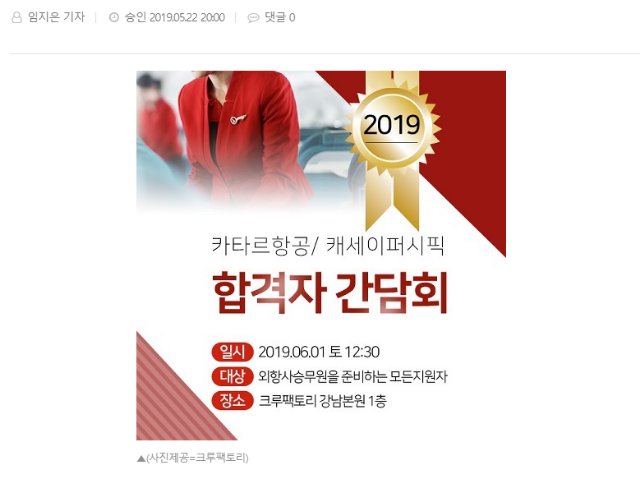 임지은 기자 승인 2019.05.22 20:00 댓글 0
2019
카타르항공/ 캐세이퍼시픽
합격자 간담회
일시 2019.06.01 토 12:30
대상 외항사승무원을 준비하는 모든지원자
장소 크루팩토리 강남본원 1층
▲(사진제공=크루팩토리)